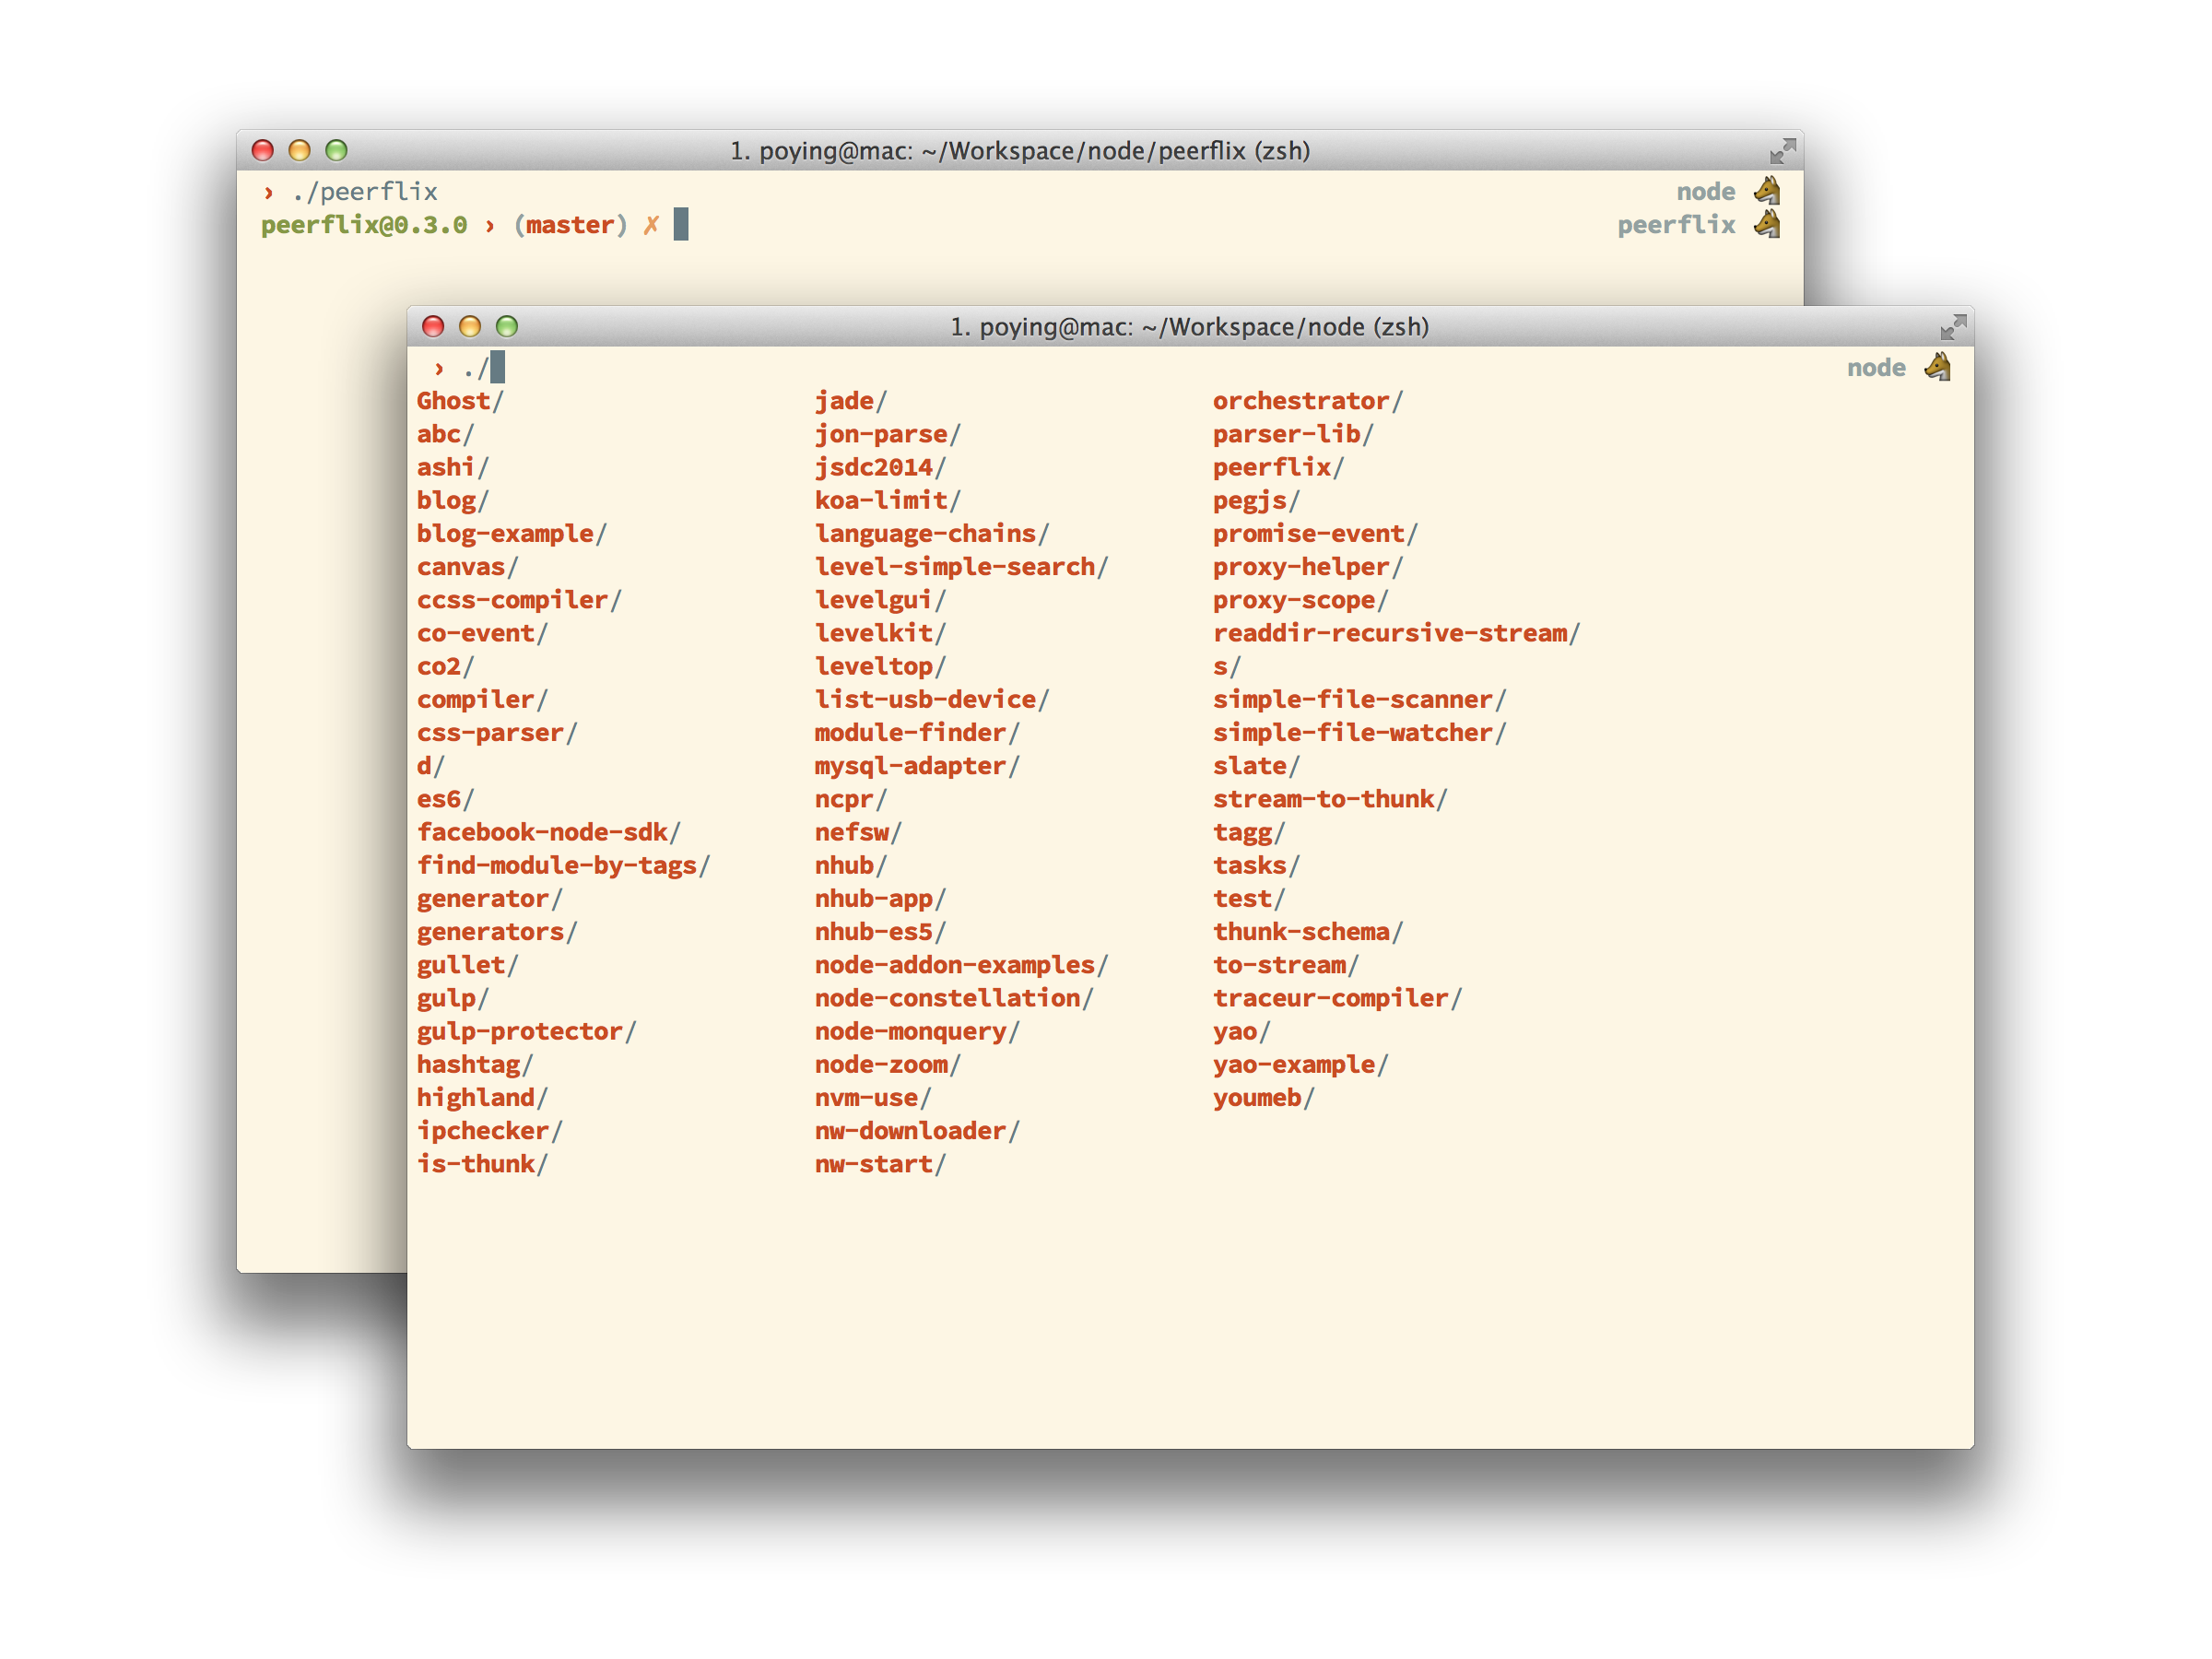 1. poying@mac: ~/Workspace/node/peerflix (zsh)
› ./peerflix node
peerflix@0.3.0 › (master) ✗ peerflix
1. poying@mac: ~/Workspace/node (zsh)
› ./ node
Ghost/ jade/ orchestrator/
abc/ jon-parse/ parser-lib/
ashi/ jsdc2014/ peerflix/
blog/ koa-limit/ pegjs/
blog-example/ language-chains/ promise-event/
canvas/ level-simple-search/ proxy-helper/
ccss-compiler/ levelgui/ proxy-scope/
co-event/ levelkit/ readdir-recursive-stream/
co2/ leveltop/ s/
compiler/ list-usb-device/ simple-file-scanner/
css-parser/ module-finder/ simple-file-watcher/
d/ mysql-adapter/ slate/
es6/ ncpr/ stream-to-thunk/
facebook-node-sdk/ nefsw/ tagg/
find-module-by-tags/ nhub/ tasks/
generator/ nhub-app/ test/
generators/ nhub-es5/ thunk-schema/
gullet/ node-addon-examples/ to-stream/
gulp/ node-constellation/ traceur-compiler/
gulp-protector/ node-monquery/ yao/
hashtag/ node-zoom/ yao-example/
highland/ nvm-use/ youmeb/
ipchecker/ nw-downloader/
is-thunk/ nw-start/